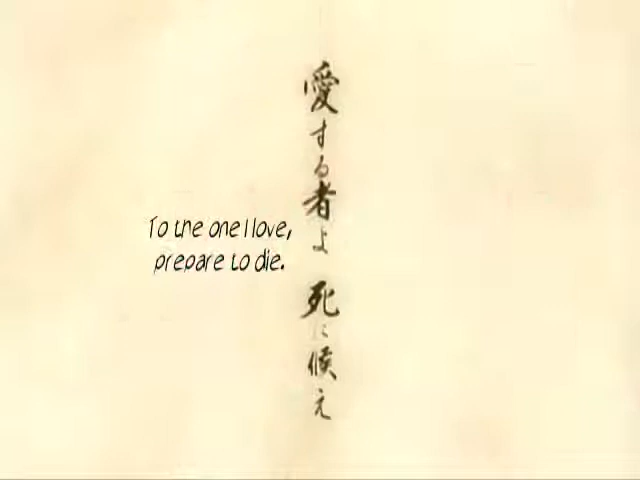 愛する者よ 死に候え
To the one I love,
prepare to die.